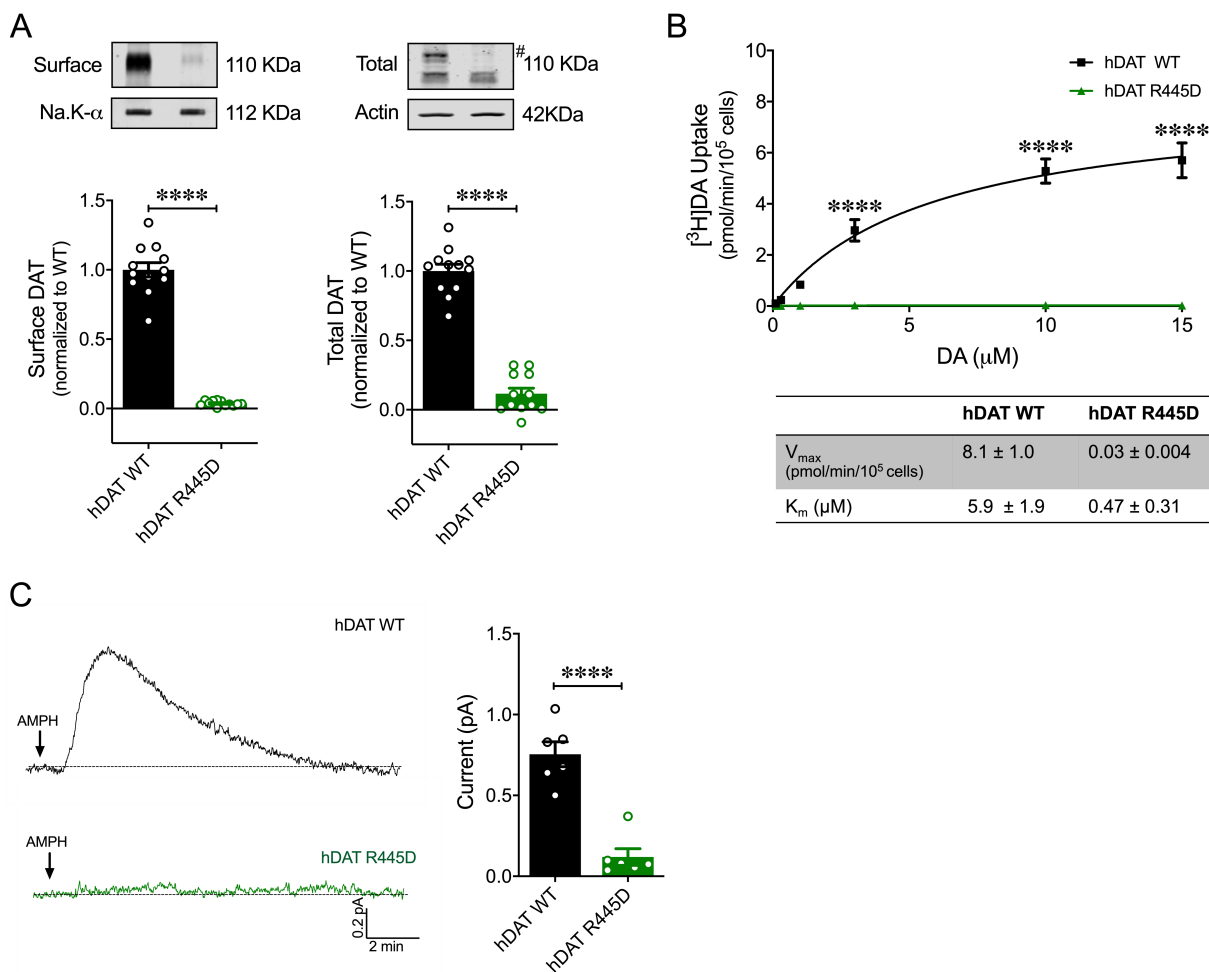 A
Surface
110 KDa
Na.K-α
112 KDa
Total
#
110 KDa
Actin
42KDa
Surface DAT
(normalized to WT)
1.5
1.0
0.5
0.0
****
hDAT WT
hDAT R445D
Total DAT
(normalized to WT)
1.5
1.0
0.5
0.0
****
hDAT WT
hDAT R445D
B
[³H]DA Uptake
(pmol/min/10⁵ cells)
10
8
6
4
2
0
hDAT WT
hDAT R445D
****
****
****
0
5
10
15
DA (μM)
hDAT WT hDAT R445D
Vmax
(pmol/min/10⁵ cells)
8.1 ± 1.0 0.03 ± 0.004
Km (μM) 5.9 ± 1.9 0.47 ± 0.31
C
hDAT WT
AMPH
AMPH
hDAT R445D
0.2 pA
2 min
Current (pA)
1.5
1.0
0.5
0.0
****
hDAT WT
hDAT R445D